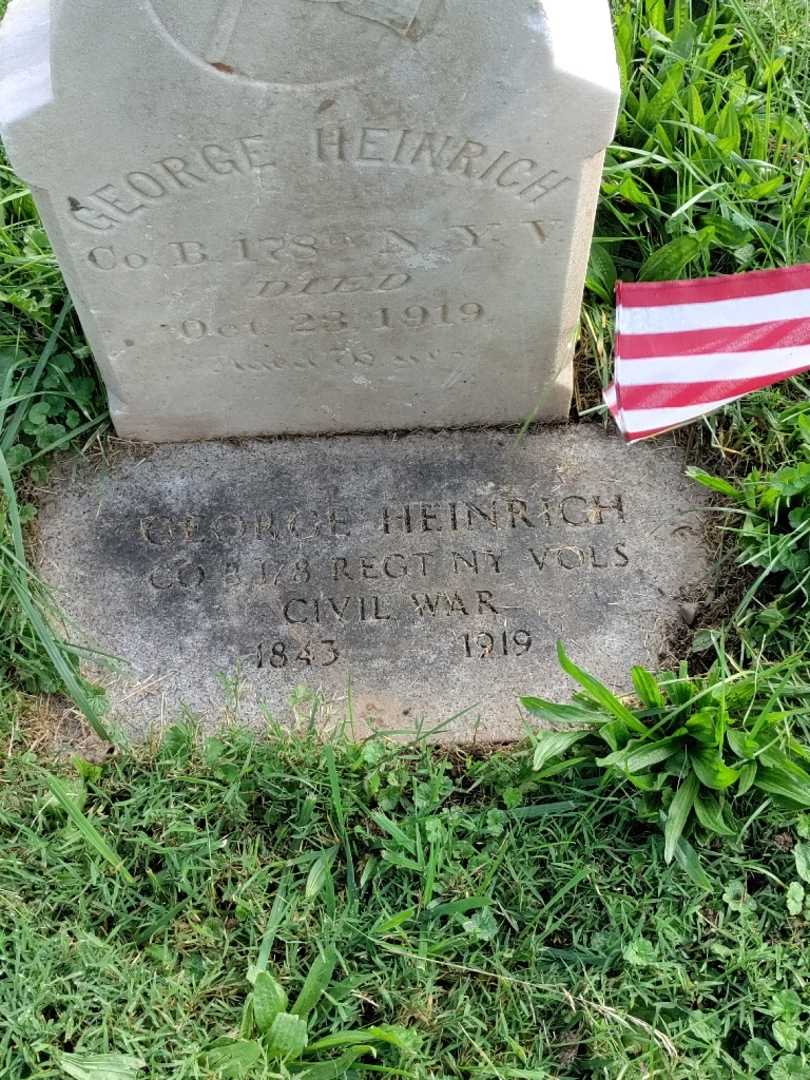 GEORGE HEINRICH
Co. B. 178th N. Y. V.
DIED
Oct. 23, 1919
Aged
GEORGE HEINRICH
CO B 178 REGT NY VOLS
CIVIL WAR
1843 1919